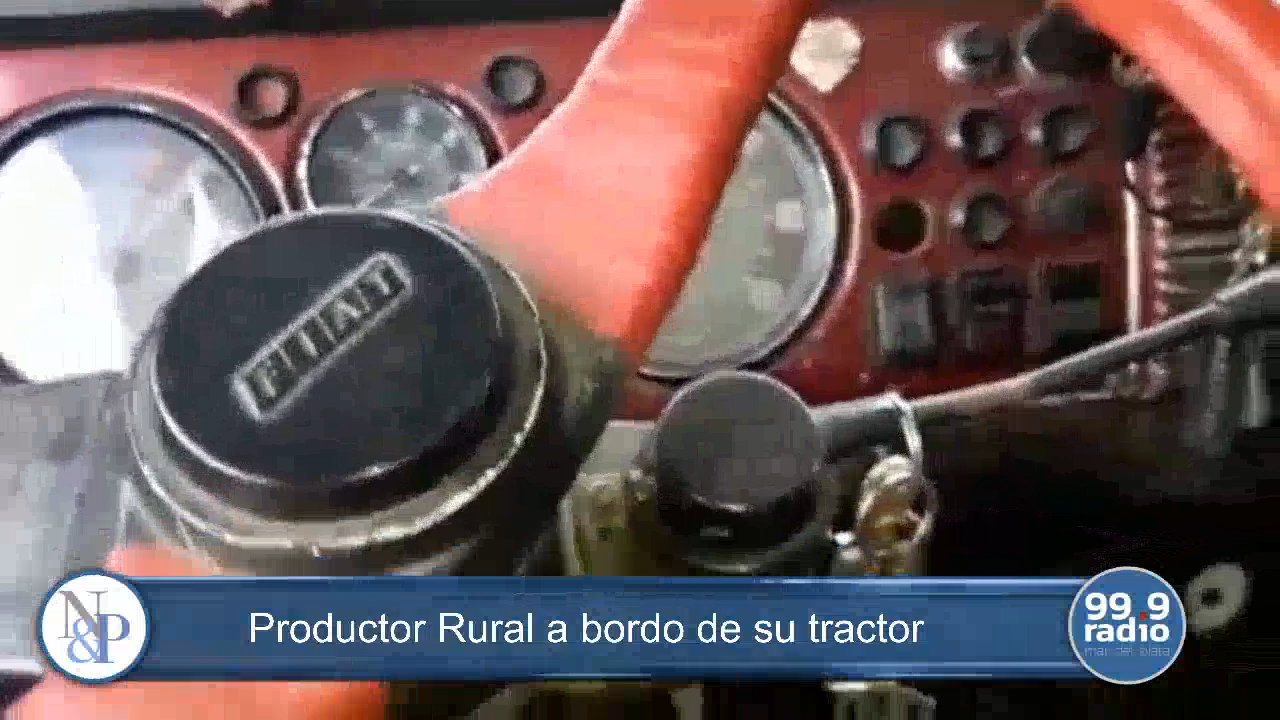 FIAT
N&P
Productor Rural a bordo de su tractor
99.9
radio
mar del plata